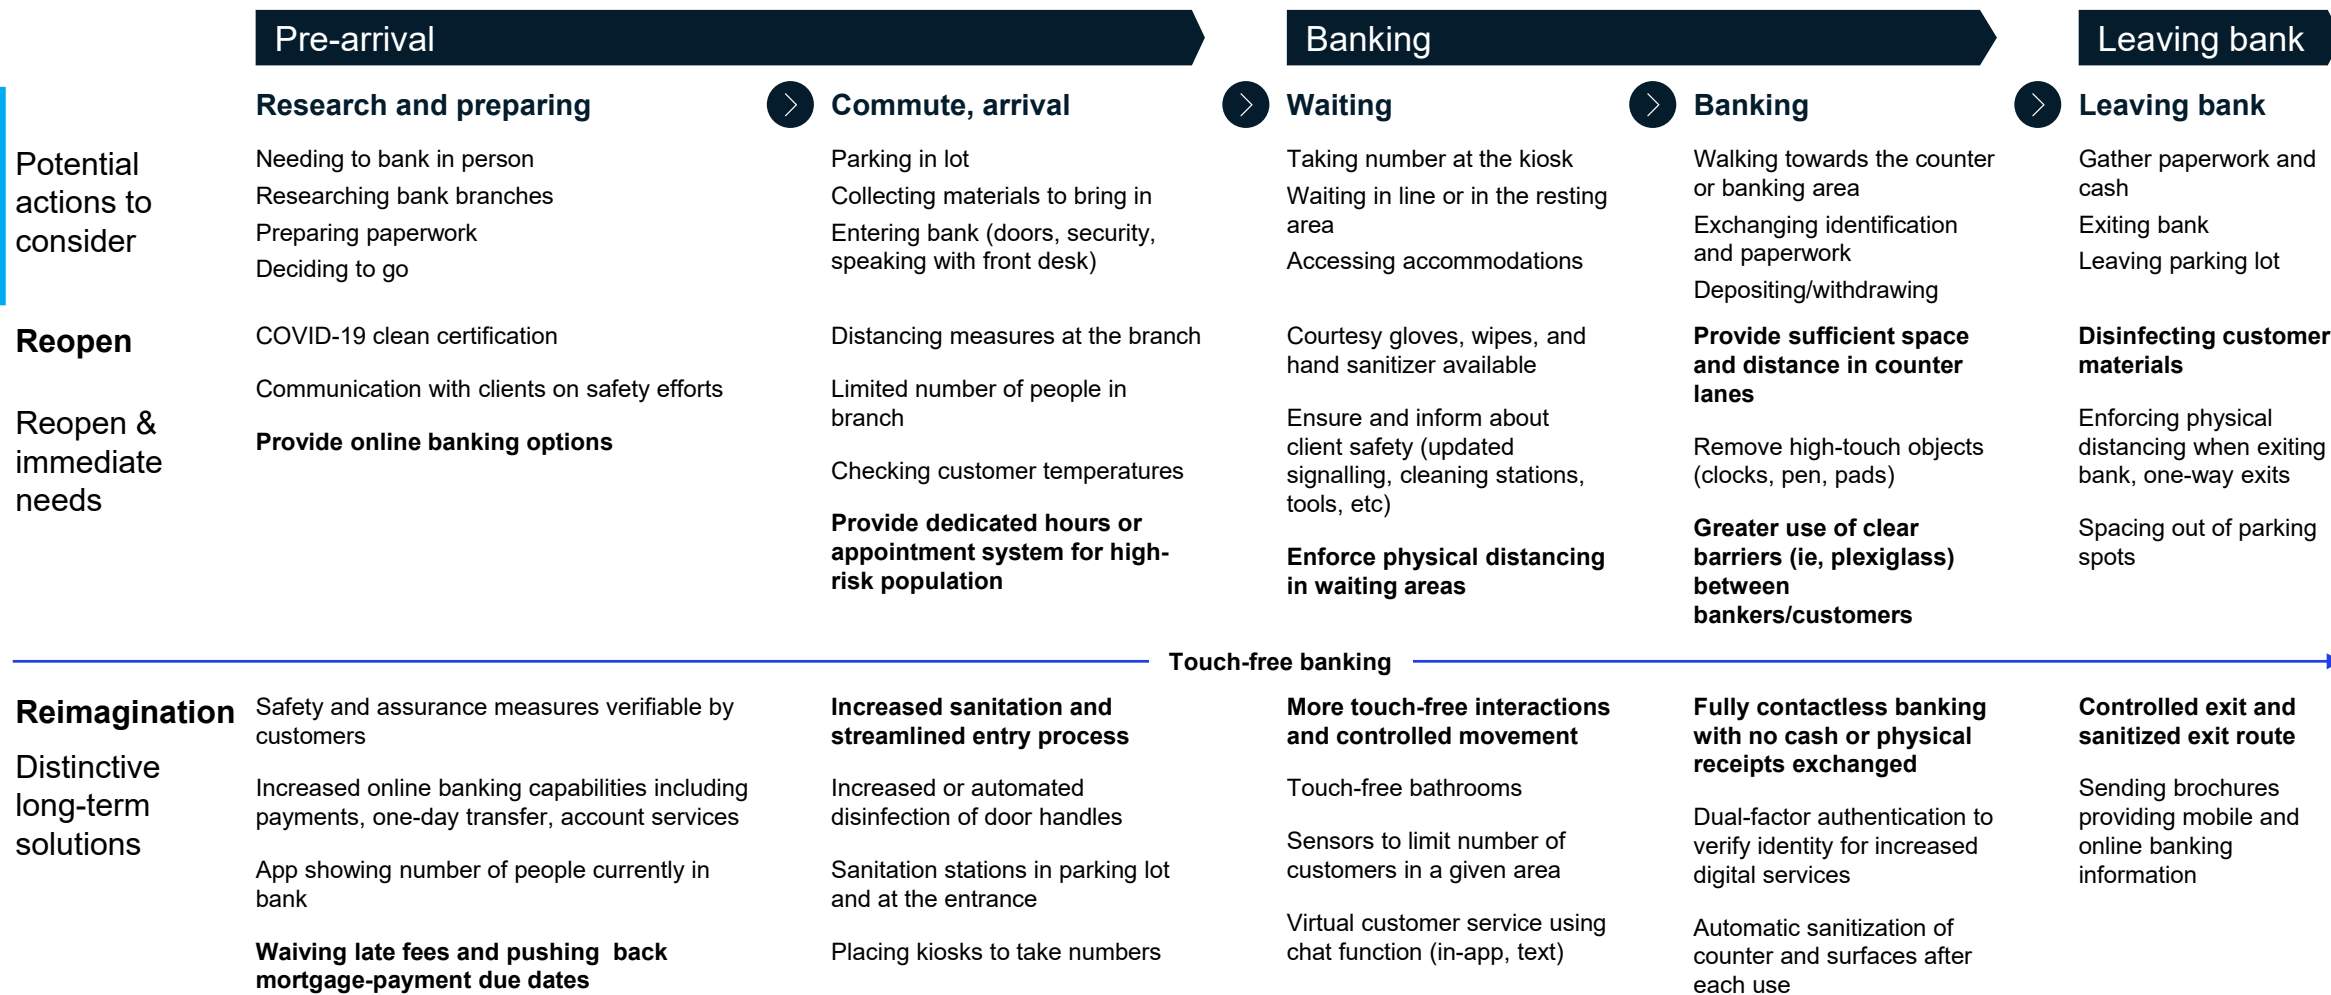 Pre-arrival
Banking
Leaving bank
Research and preparing
Commute, arrival
Waiting
Banking
Leaving bank
Potential
actions to
consider
Needing to bank in person
Researching bank branches
Preparing paperwork
Deciding to go
Parking in lot
Collecting materials to bring in
Entering bank (doors, security,
speaking with front desk)
Taking number at the kiosk
Waiting in line or in the resting
area
Accessing accommodations
Walking towards the counter
or banking area
Exchanging identification
and paperwork
Depositing/withdrawing
Gather paperwork and
cash
Exiting bank
Leaving parking lot
Reopen
Reopen &
immediate
needs
COVID-19 clean certification
Communication with clients on safety efforts
Provide online banking options
Distancing measures at the branch
Limited number of people in
branch
Checking customer temperatures
Provide dedicated hours or
appointment system for high-
risk population
Courtesy gloves, wipes, and
hand sanitizer available
Ensure and inform about
client safety (updated
signalling, cleaning stations,
tools, etc)
Enforce physical distancing
in waiting areas
Provide sufficient space
and distance in counter
lanes
Remove high-touch objects
(clocks, pen, pads)
Greater use of clear
barriers (ie, plexiglass)
between
bankers/customers
Disinfecting customer
materials
Enforcing physical
distancing when exiting
bank, one-way exits
Spacing out of parking
spots
Touch-free banking
Reimagination
Distinctive
long-term
solutions
Safety and assurance measures verifiable by
customers
Increased online banking capabilities including
payments, one-day transfer, account services
App showing number of people currently in
bank
Waiving late fees and pushing  back
mortgage-payment due dates
Increased sanitation and
streamlined entry process
Increased or automated
disinfection of door handles
Sanitation stations in parking lot
and at the entrance
Placing kiosks to take numbers
More touch-free interactions
and controlled movement
Touch-free bathrooms
Sensors to limit number of
customers in a given area
Virtual customer service using
chat function (in-app, text)
Fully contactless banking
with no cash or physical
receipts exchanged
Dual-factor authentication to
verify identity for increased
digital services
Automatic sanitization of
counter and surfaces after
each use
Controlled exit and
sanitized exit route
Sending brochures
providing mobile and
online banking
information